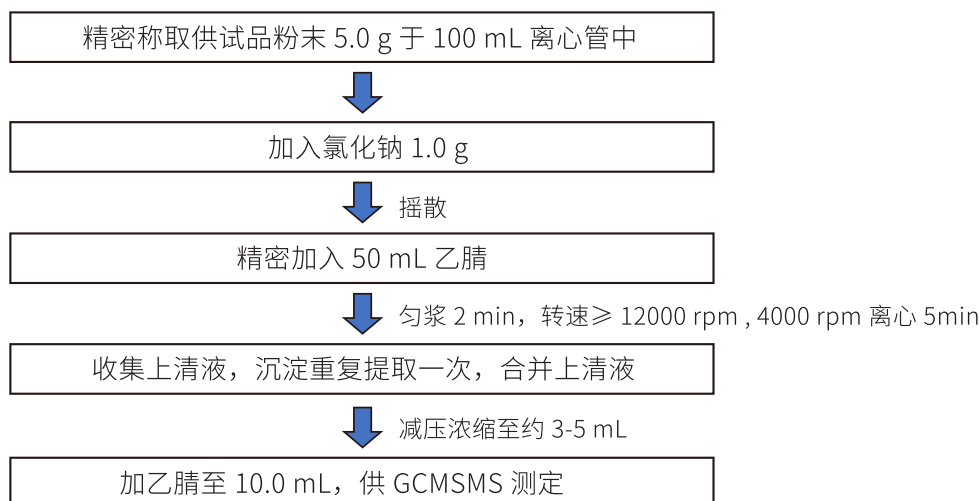 精密称取供试品粉末 5.0 g 于 100 mL 离心管中
加入氯化钠 1.0 g
摇散
精密加入 50 mL 乙腈
匀浆 2 min，转速≥ 12000 rpm , 4000 rpm 离心 5min
收集上清液，沉淀重复提取一次，合并上清液
减压浓缩至约 3-5 mL
加乙腈至 10.0 mL，供 GCMSMS 测定